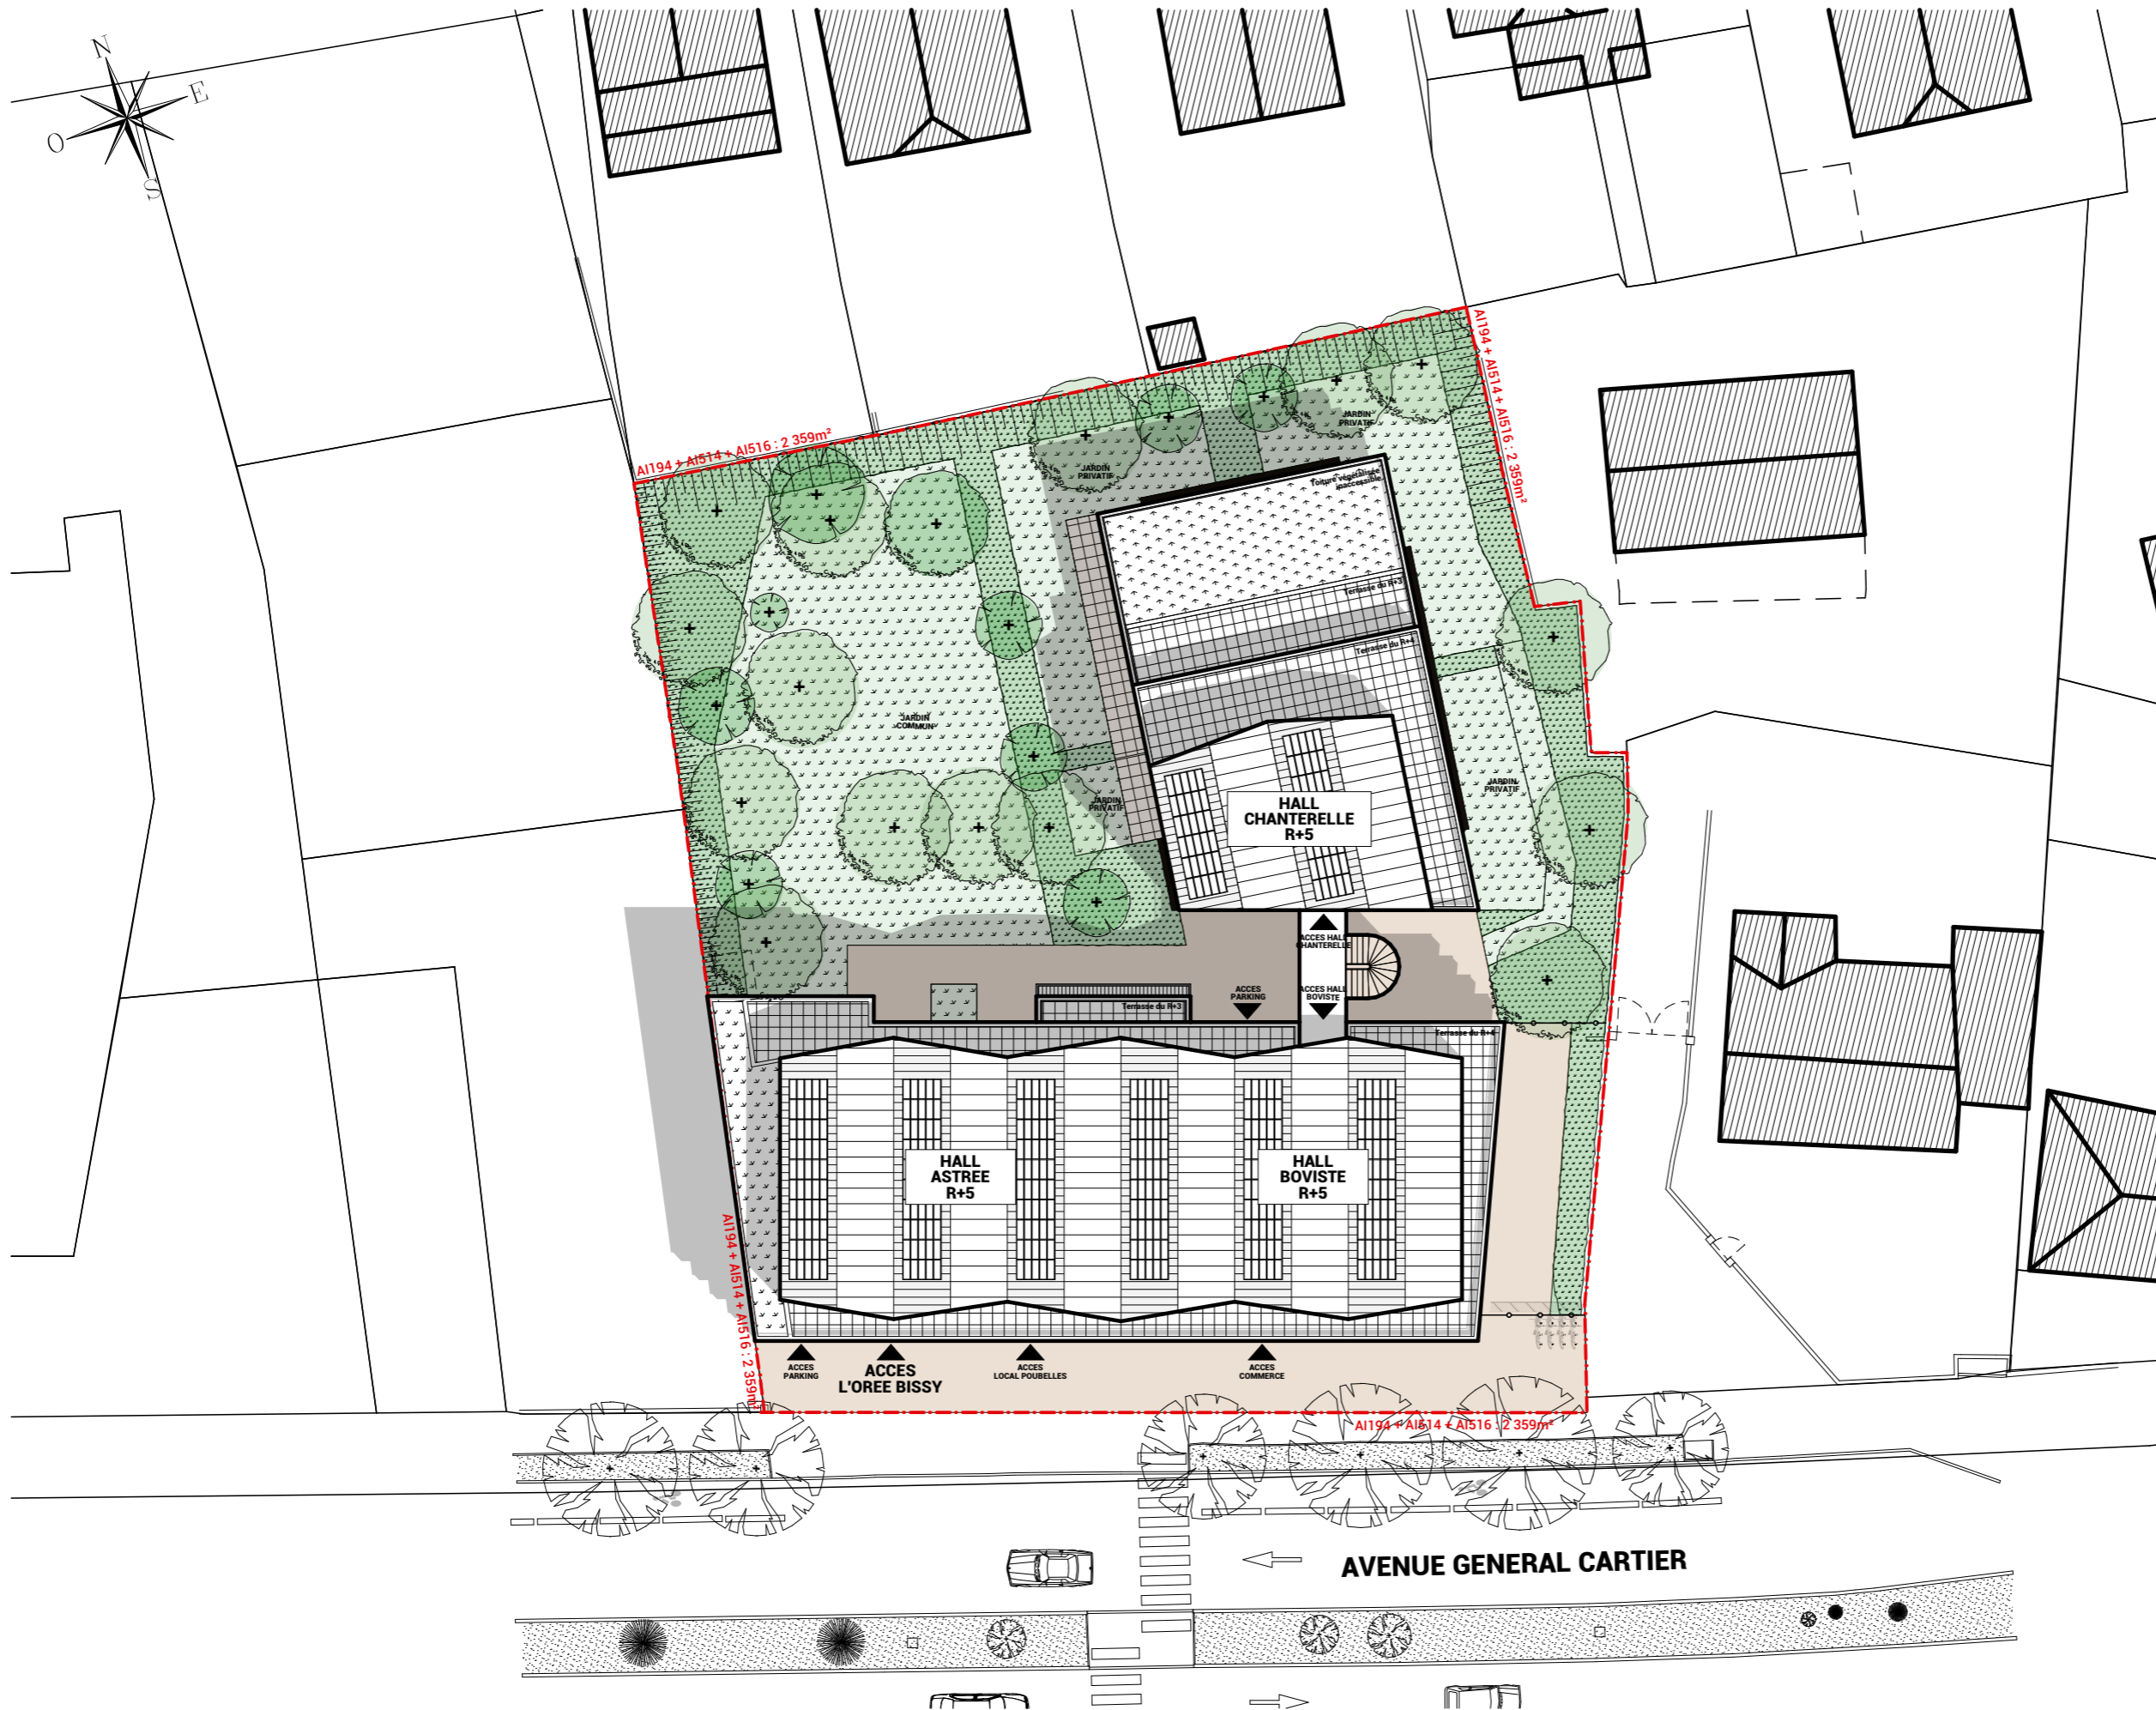 N
E
O
S
AI194 + AI514 + AI516 : 2 359m²
AI194 + AI514 + AI516 : 2 359m²
JARDIN
PRIVATIF
JARDIN
PRIVATIF
Toiture végétalisée
inaccessible
Terrasse du R+3
Terrasse du R+4
JARDIN
COMMUN
JARDIN
PRIVATIF
JARDIN
PRIVATIF
HALL
CHANTERELLE
R+5
ACCES HALL
CHANTERELLE
ACCES
PARKING
ACCES HALL
BOVISTE
Terrasse du R+3
Terrasse du R+4
HALL
ASTREE
R+5
HALL
BOVISTE
R+5
AI194 + AI514 + AI516 : 2 359m²
ACCES
PARKING
ACCES
L'OREE BISSY
ACCES
LOCAL POUBELLES
ACCES
COMMERCE
AI194 + AI514 + AI516 : 2 359m²
AVENUE GENERAL CARTIER